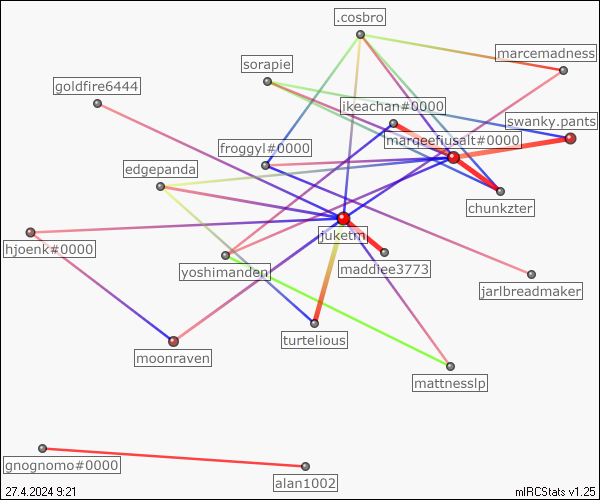 .cosbro
marcemadness
sorapie
goldfire6444
ikeachan#0000
swanky.pants
marceefiusalt#0000
froggyl#0000
edgepanda
chunkzter
juketm
hjoenk#0000
yoshimanden
maddiee3773
jarlbreadmaker
turtelious
moonraven
mattnesslp
gnognomo#0000
alan1002
27.4.2024 9:21
mIRCStats v1.25